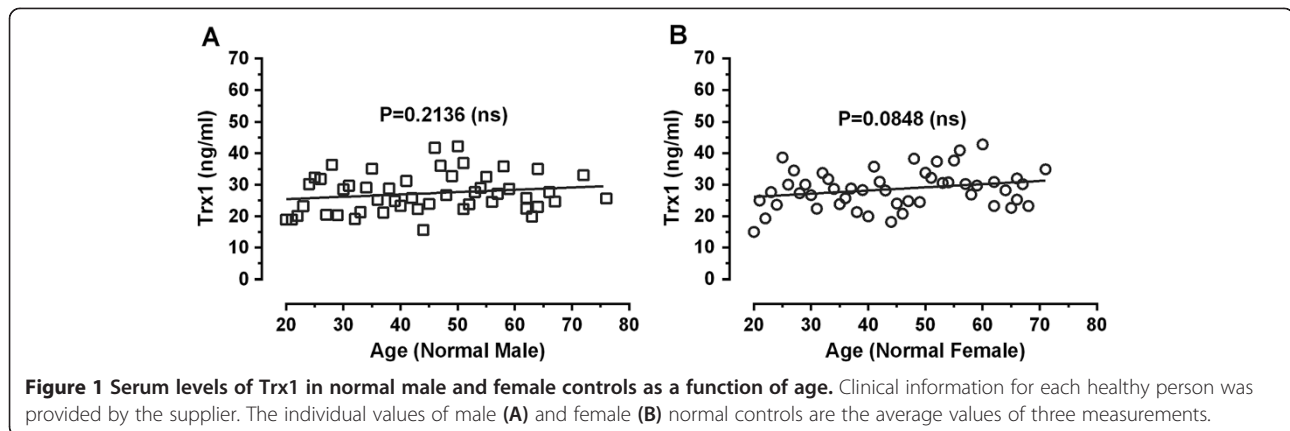 A
70
60
50
40
30
20
10
0
Trx1 (ng/ml)
P=0.2136 (ns)
20 30 40 50 60 70 80
Age (Normal Male)
B
70
60
50
40
30
20
10
0
Trx1 (ng/ml)
P=0.0848 (ns)
20 30 40 50 60 70 80
Age (Normal Female)
Figure 1 Serum levels of Trx1 in normal male and female controls as a function of age. Clinical information for each healthy person was
provided by the supplier. The individual values of male (A) and female (B) normal controls are the average values of three measurements.